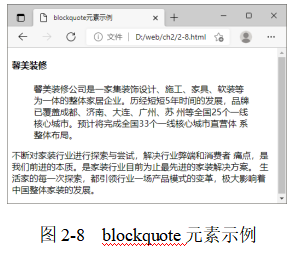 blockquote元素示例
文件 D:/web/ch2/2-8.html
馨美装修
馨美装修公司是一家集装饰设计、施工、家具、软装等
为一体的整体家居企业。历经短短5年时间的发展，品牌
已覆盖成都、济南、大连、广州、苏 州等全国25个一线
核心城市。预计将完成全国33个一线核心城市直营体 系
整体布局。
不断对家装行业进行探索与尝试，解决行业弊端和消费者 痛点，是
我们前进的本质。是家装行业目前为止最先进的家装解决方案。 生
活家的每一次探索，都引领行业一场产品模式的变革，极大影响着
中国整体家装的发展。
图 2-8 blockquote 元素示例